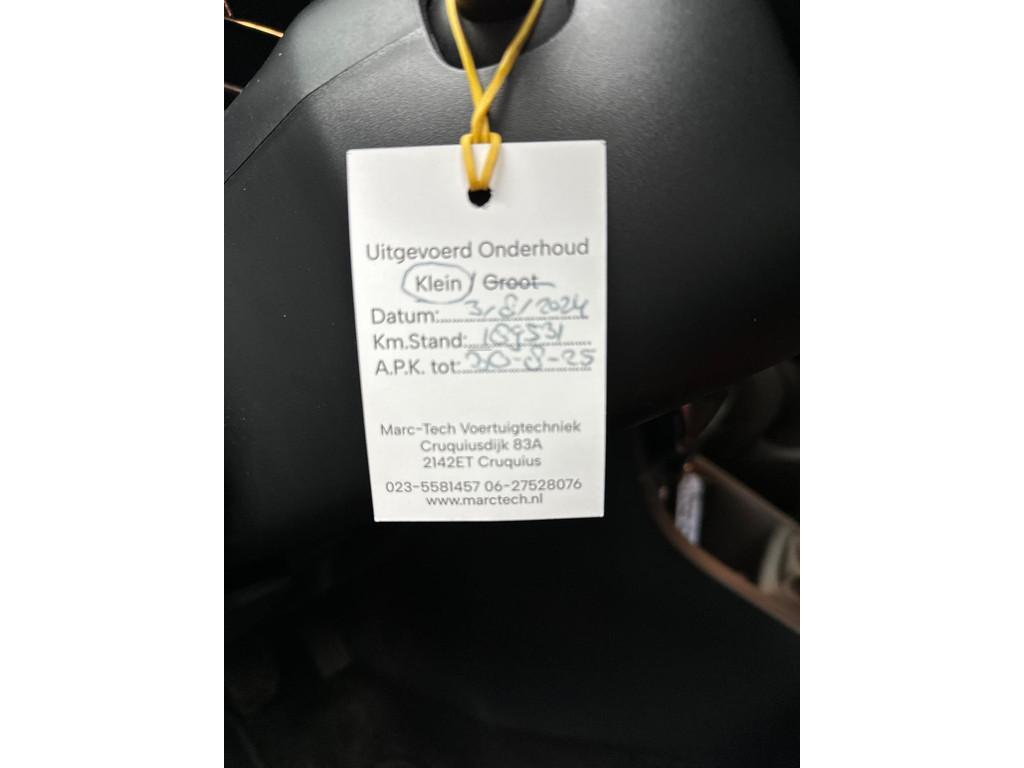 Uitgevoerd Onderhoud
Klein / Groot
Datum: 3/8/2024
Km.Stand: 189531
A.P.K. tot: 30-8-25
Marc-Tech Voertuigtechniek
Cruquiusdijk 83A
2142ET Cruquius
023-5581457 06-27528076
www.marctech.nl